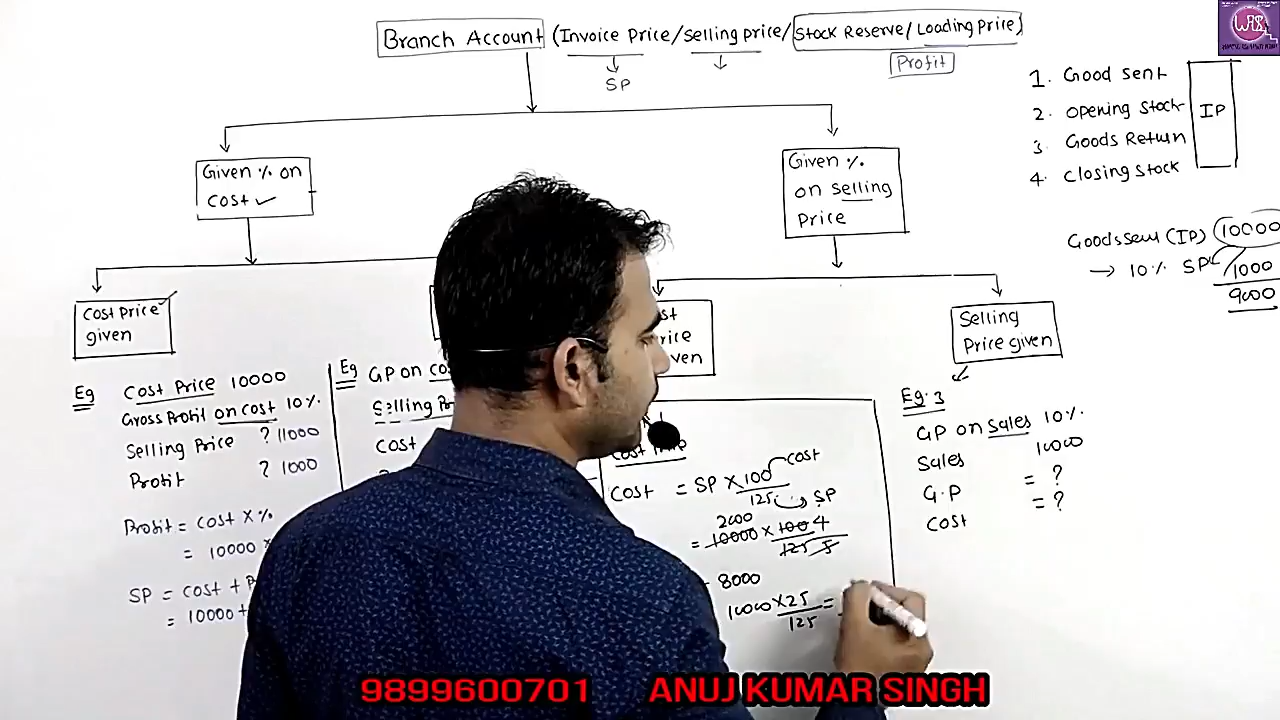 Branch Account (Invoice Price/Selling price/Stock Reserve/Loading Price)
SP
Profit
1. Good sent
2. Opening Stock
3. Goods Return
4. Closing Stock
IP
Given % on
cost ✓
Given %
on selling
Price
Goods sent (IP) 10000
→ 10% SP
1000
9000
Cost Price
given
Selling
Price given
Eg Cost Price 10000
Gross Profit on cost 10%
Selling Price ? 11000
Profit ? 1000
Profit = Cost X %
= 10000 X
SP = Cost +
= 10000+
Eg GP on
Selling
Cost
Cost = SP X 100 cost
125 SP
2000
= 10000 X 100 4
125 5
8000
10000 X 25 =
125
Eg. 3
GP on Sales 10%
Sales 10000
G.P = ?
Cost = ?
9899600701 ANUJ KUMAR SINGH